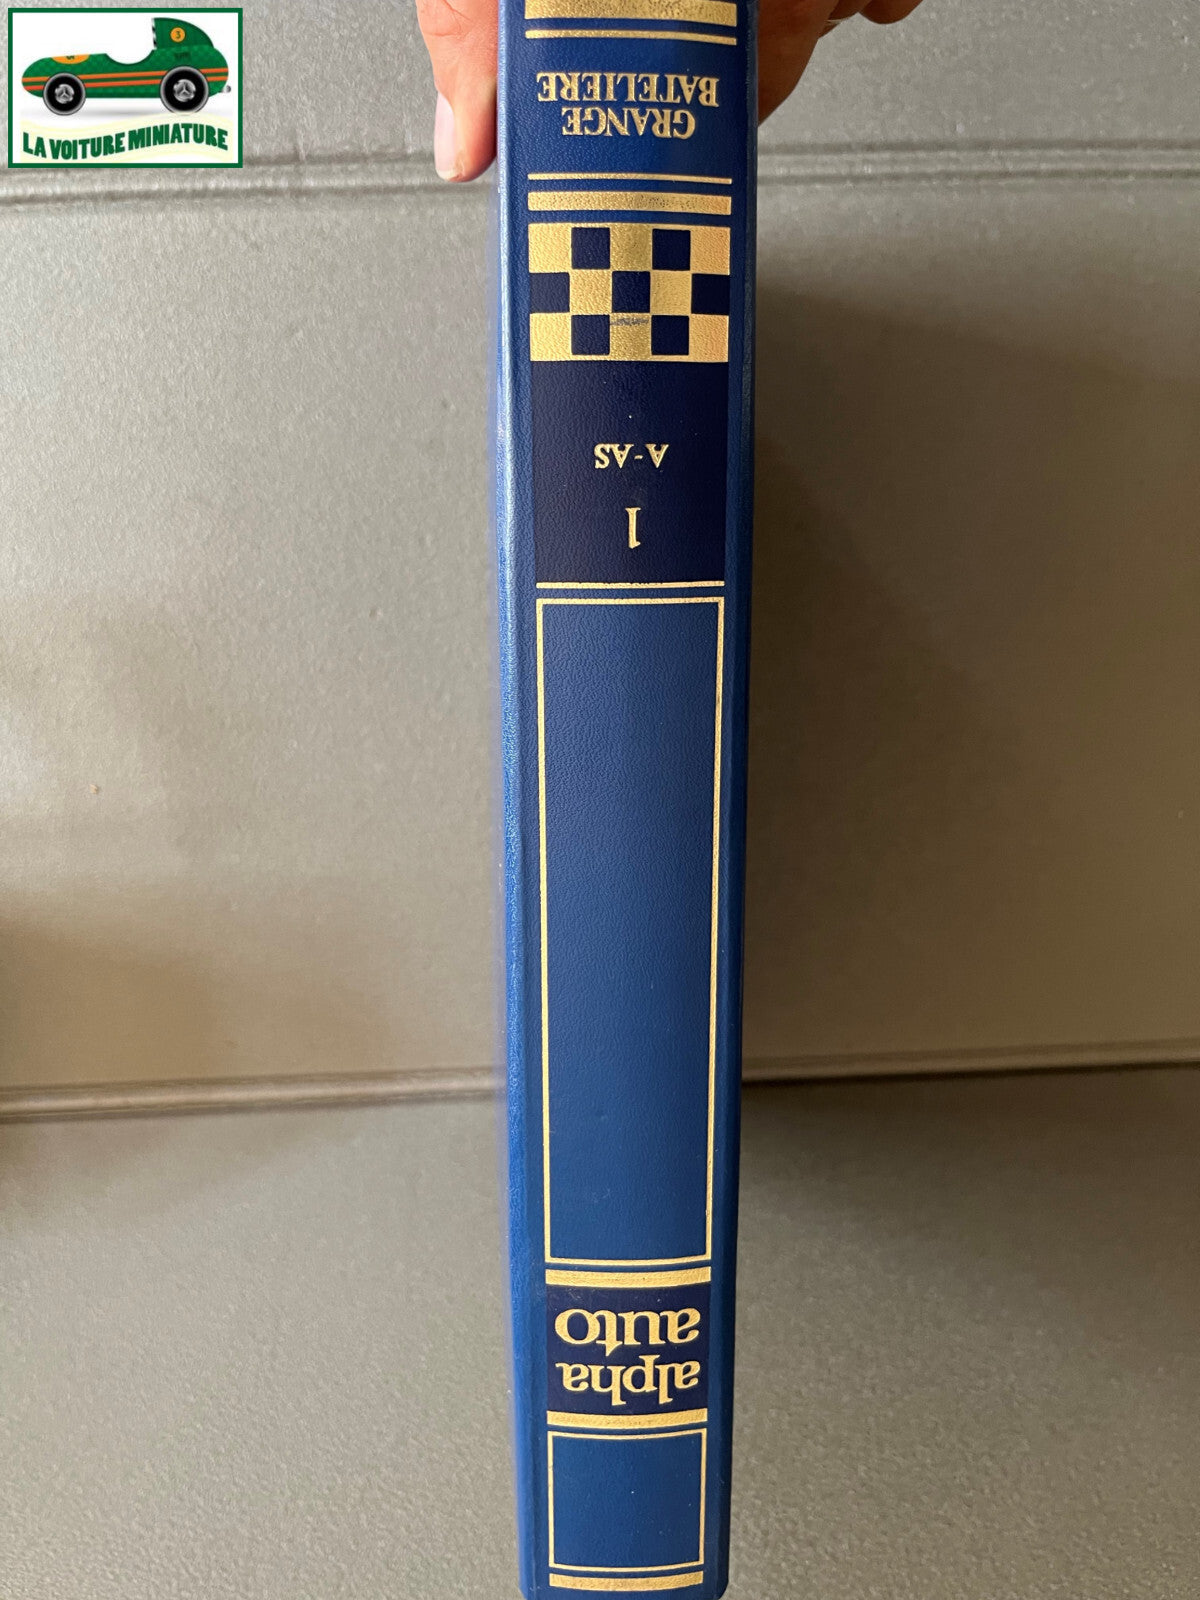 LA VOITURE MINIATURE
alpha
auto
1
A-AS
GRANGE
BATELIERE